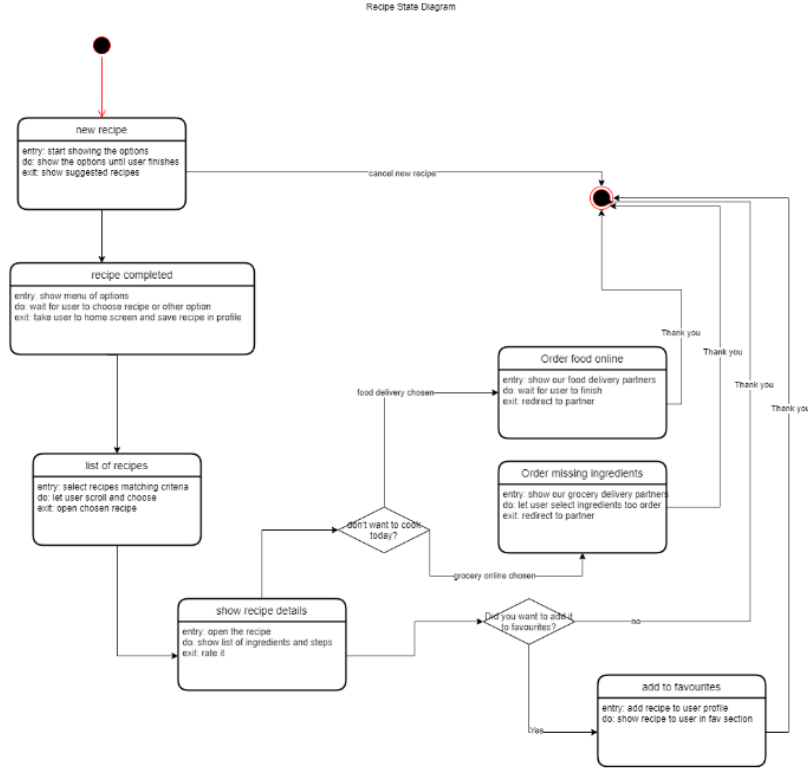 Recipe State Diagram
new recipe
entry: start showing the options
do: show the options until user finishes
exit: show suggested recipes
cancel new recipe
recipe completed
entry: show menu of options
do: wait for user to choose recipe or other option
exit: take user to home screen and save recipe in profile
Thank you
Order food online
Thank you
entry: show our food delivery partners
do: wait for user to finish
exit: redirect to partner
Thank you
food delivery chosen
Thank you
list of recipes
entry: select recipes matching criteria
do: let user scroll and choose
exit: open chosen recipe
Order missing ingredients
entry: show our grocery delivery partners
do: let user select ingredients too order
exit: redirect to partner
don't want to cook
today?
grocery online chosen
show recipe details
entry: open the recipe
do: show list of ingredients and steps
exit: rate it
Did you want to add it
to favourites?
no
add to favourites
entry: add recipe to user profile
do: show recipe to user in fav section
Yes